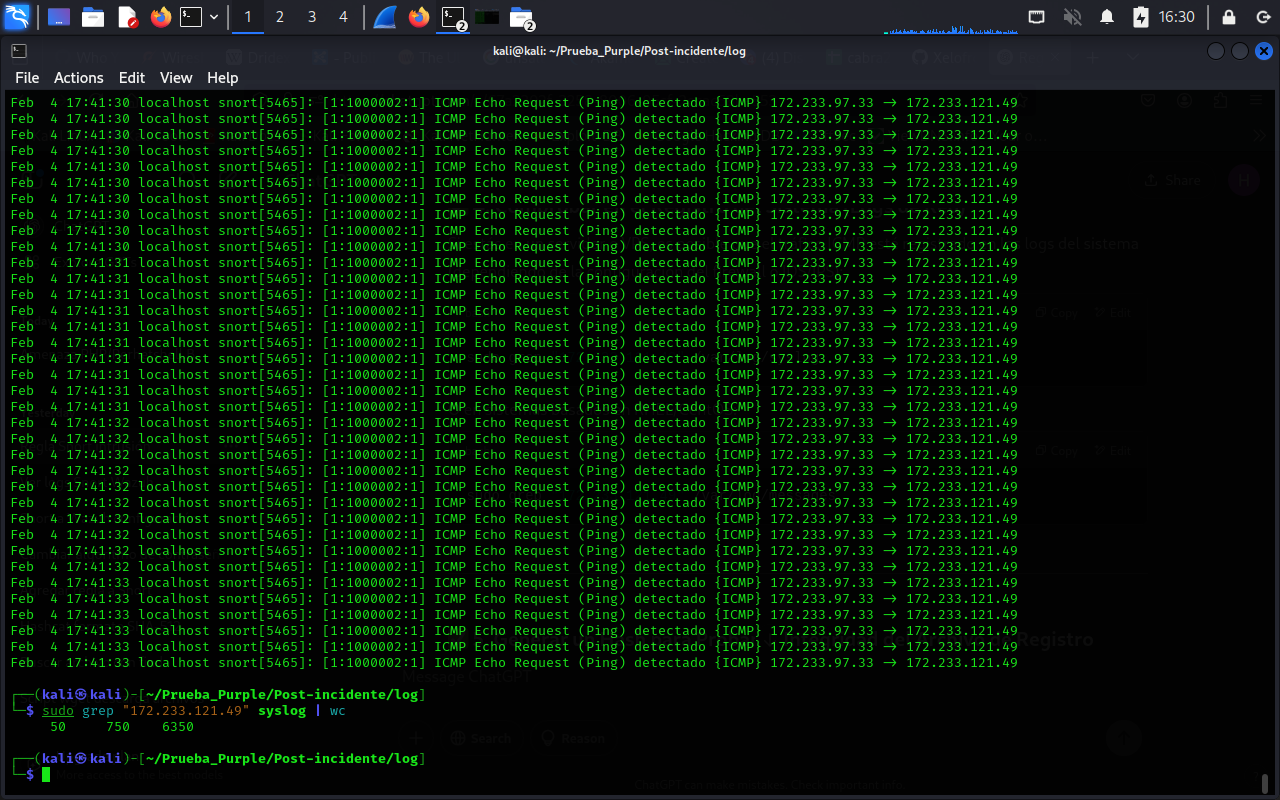 1 2 3 4 2 2 16:30
kali@kali: ~/Prueba_Purple/Post-incidente/log
File Actions Edit View Help
Feb  4 17:41:30 localhost snort[5465]: [1:1000002:1] ICMP Echo Request (Ping) detectado {ICMP} 172.233.97.33 → 172.233.121.49
Feb  4 17:41:30 localhost snort[5465]: [1:1000002:1] ICMP Echo Request (Ping) detectado {ICMP} 172.233.97.33 → 172.233.121.49
Feb  4 17:41:30 localhost snort[5465]: [1:1000002:1] ICMP Echo Request (Ping) detectado {ICMP} 172.233.97.33 → 172.233.121.49
Feb  4 17:41:30 localhost snort[5465]: [1:1000002:1] ICMP Echo Request (Ping) detectado {ICMP} 172.233.97.33 → 172.233.121.49
Feb  4 17:41:30 localhost snort[5465]: [1:1000002:1] ICMP Echo Request (Ping) detectado {ICMP} 172.233.97.33 → 172.233.121.49
Feb  4 17:41:30 localhost snort[5465]: [1:1000002:1] ICMP Echo Request (Ping) detectado {ICMP} 172.233.97.33 → 172.233.121.49
Feb  4 17:41:30 localhost snort[5465]: [1:1000002:1] ICMP Echo Request (Ping) detectado {ICMP} 172.233.97.33 → 172.233.121.49
Feb  4 17:41:30 localhost snort[5465]: [1:1000002:1] ICMP Echo Request (Ping) detectado {ICMP} 172.233.97.33 → 172.233.121.49
Feb  4 17:41:30 localhost snort[5465]: [1:1000002:1] ICMP Echo Request (Ping) detectado {ICMP} 172.233.97.33 → 172.233.121.49
Feb  4 17:41:30 localhost snort[5465]: [1:1000002:1] ICMP Echo Request (Ping) detectado {ICMP} 172.233.97.33 → 172.233.121.49
Feb  4 17:41:31 localhost snort[5465]: [1:1000002:1] ICMP Echo Request (Ping) detectado {ICMP} 172.233.97.33 → 172.233.121.49
Feb  4 17:41:31 localhost snort[5465]: [1:1000002:1] ICMP Echo Request (Ping) detectado {ICMP} 172.233.97.33 → 172.233.121.49
Feb  4 17:41:31 localhost snort[5465]: [1:1000002:1] ICMP Echo Request (Ping) detectado {ICMP} 172.233.97.33 → 172.233.121.49
Feb  4 17:41:31 localhost snort[5465]: [1:1000002:1] ICMP Echo Request (Ping) detectado {ICMP} 172.233.97.33 → 172.233.121.49
Feb  4 17:41:31 localhost snort[5465]: [1:1000002:1] ICMP Echo Request (Ping) detectado {ICMP} 172.233.97.33 → 172.233.121.49
Feb  4 17:41:31 localhost snort[5465]: [1:1000002:1] ICMP Echo Request (Ping) detectado {ICMP} 172.233.97.33 → 172.233.121.49
Feb  4 17:41:31 localhost snort[5465]: [1:1000002:1] ICMP Echo Request (Ping) detectado {ICMP} 172.233.97.33 → 172.233.121.49
Feb  4 17:41:31 localhost snort[5465]: [1:1000002:1] ICMP Echo Request (Ping) detectado {ICMP} 172.233.97.33 → 172.233.121.49
Feb  4 17:41:31 localhost snort[5465]: [1:1000002:1] ICMP Echo Request (Ping) detectado {ICMP} 172.233.97.33 → 172.233.121.49
Feb  4 17:41:31 localhost snort[5465]: [1:1000002:1] ICMP Echo Request (Ping) detectado {ICMP} 172.233.97.33 → 172.233.121.49
Feb  4 17:41:32 localhost snort[5465]: [1:1000002:1] ICMP Echo Request (Ping) detectado {ICMP} 172.233.97.33 → 172.233.121.49
Feb  4 17:41:32 localhost snort[5465]: [1:1000002:1] ICMP Echo Request (Ping) detectado {ICMP} 172.233.97.33 → 172.233.121.49
Feb  4 17:41:32 localhost snort[5465]: [1:1000002:1] ICMP Echo Request (Ping) detectado {ICMP} 172.233.97.33 → 172.233.121.49
Feb  4 17:41:32 localhost snort[5465]: [1:1000002:1] ICMP Echo Request (Ping) detectado {ICMP} 172.233.97.33 → 172.233.121.49
Feb  4 17:41:32 localhost snort[5465]: [1:1000002:1] ICMP Echo Request (Ping) detectado {ICMP} 172.233.97.33 → 172.233.121.49
Feb  4 17:41:32 localhost snort[5465]: [1:1000002:1] ICMP Echo Request (Ping) detectado {ICMP} 172.233.97.33 → 172.233.121.49
Feb  4 17:41:32 localhost snort[5465]: [1:1000002:1] ICMP Echo Request (Ping) detectado {ICMP} 172.233.97.33 → 172.233.121.49
Feb  4 17:41:32 localhost snort[5465]: [1:1000002:1] ICMP Echo Request (Ping) detectado {ICMP} 172.233.97.33 → 172.233.121.49
Feb  4 17:41:32 localhost snort[5465]: [1:1000002:1] ICMP Echo Request (Ping) detectado {ICMP} 172.233.97.33 → 172.233.121.49
Feb  4 17:41:32 localhost snort[5465]: [1:1000002:1] ICMP Echo Request (Ping) detectado {ICMP} 172.233.97.33 → 172.233.121.49
Feb  4 17:41:33 localhost snort[5465]: [1:1000002:1] ICMP Echo Request (Ping) detectado {ICMP} 172.233.97.33 → 172.233.121.49
Feb  4 17:41:33 localhost snort[5465]: [1:1000002:1] ICMP Echo Request (Ping) detectado {ICMP} 172.233.97.33 → 172.233.121.49
Feb  4 17:41:33 localhost snort[5465]: [1:1000002:1] ICMP Echo Request (Ping) detectado {ICMP} 172.233.97.33 → 172.233.121.49
Feb  4 17:41:33 localhost snort[5465]: [1:1000002:1] ICMP Echo Request (Ping) detectado {ICMP} 172.233.97.33 → 172.233.121.49
Feb  4 17:41:33 localhost snort[5465]: [1:1000002:1] ICMP Echo Request (Ping) detectado {ICMP} 172.233.97.33 → 172.233.121.49
Feb  4 17:41:33 localhost snort[5465]: [1:1000002:1] ICMP Echo Request (Ping) detectado {ICMP} 172.233.97.33 → 172.233.121.49
┌──(kali㉿kali)-[~/Prueba_Purple/Post-incidente/log]
└─$ sudo grep "172.233.121.49" syslog | wc
50 750 6350
┌──(kali㉿kali)-[~/Prueba_Purple/Post-incidente/log]
└─$
Share
logs del sistema
Copy Edit
Copy Edit
Registro
Message ChatGPT
Search Reason